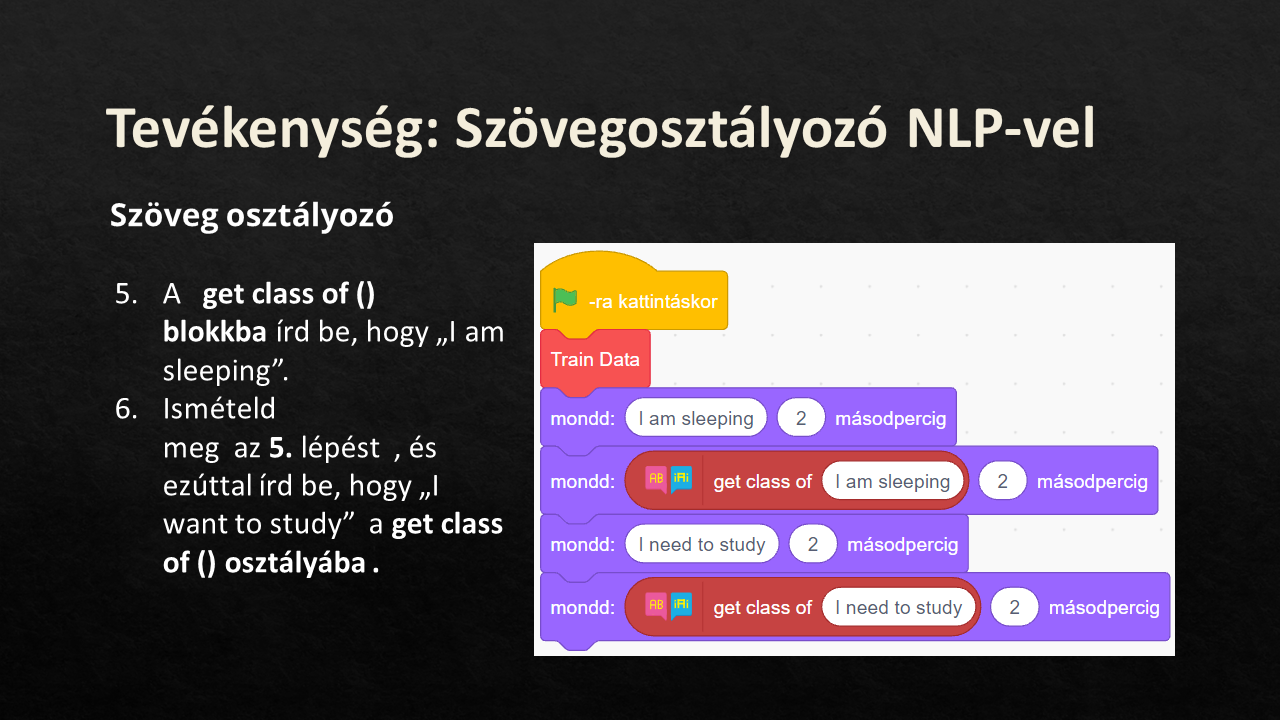 Tevékenység: Szövegosztályozó NLP-vel
Szöveg osztályozó
5. A get class of ()
blokkba írd be, hogy „I am
sleeping”.
6. Ismételd
meg az 5. lépést , és
ezúttal írd be, hogy „I
want to study” a get class
of () osztályába .
-ra kattintáskor
Train Data
mondd: I am sleeping 2 másodpercig
mondd: get class of I am sleeping 2 másodpercig
mondd: I need to study 2 másodpercig
mondd: get class of I need to study 2 másodpercig